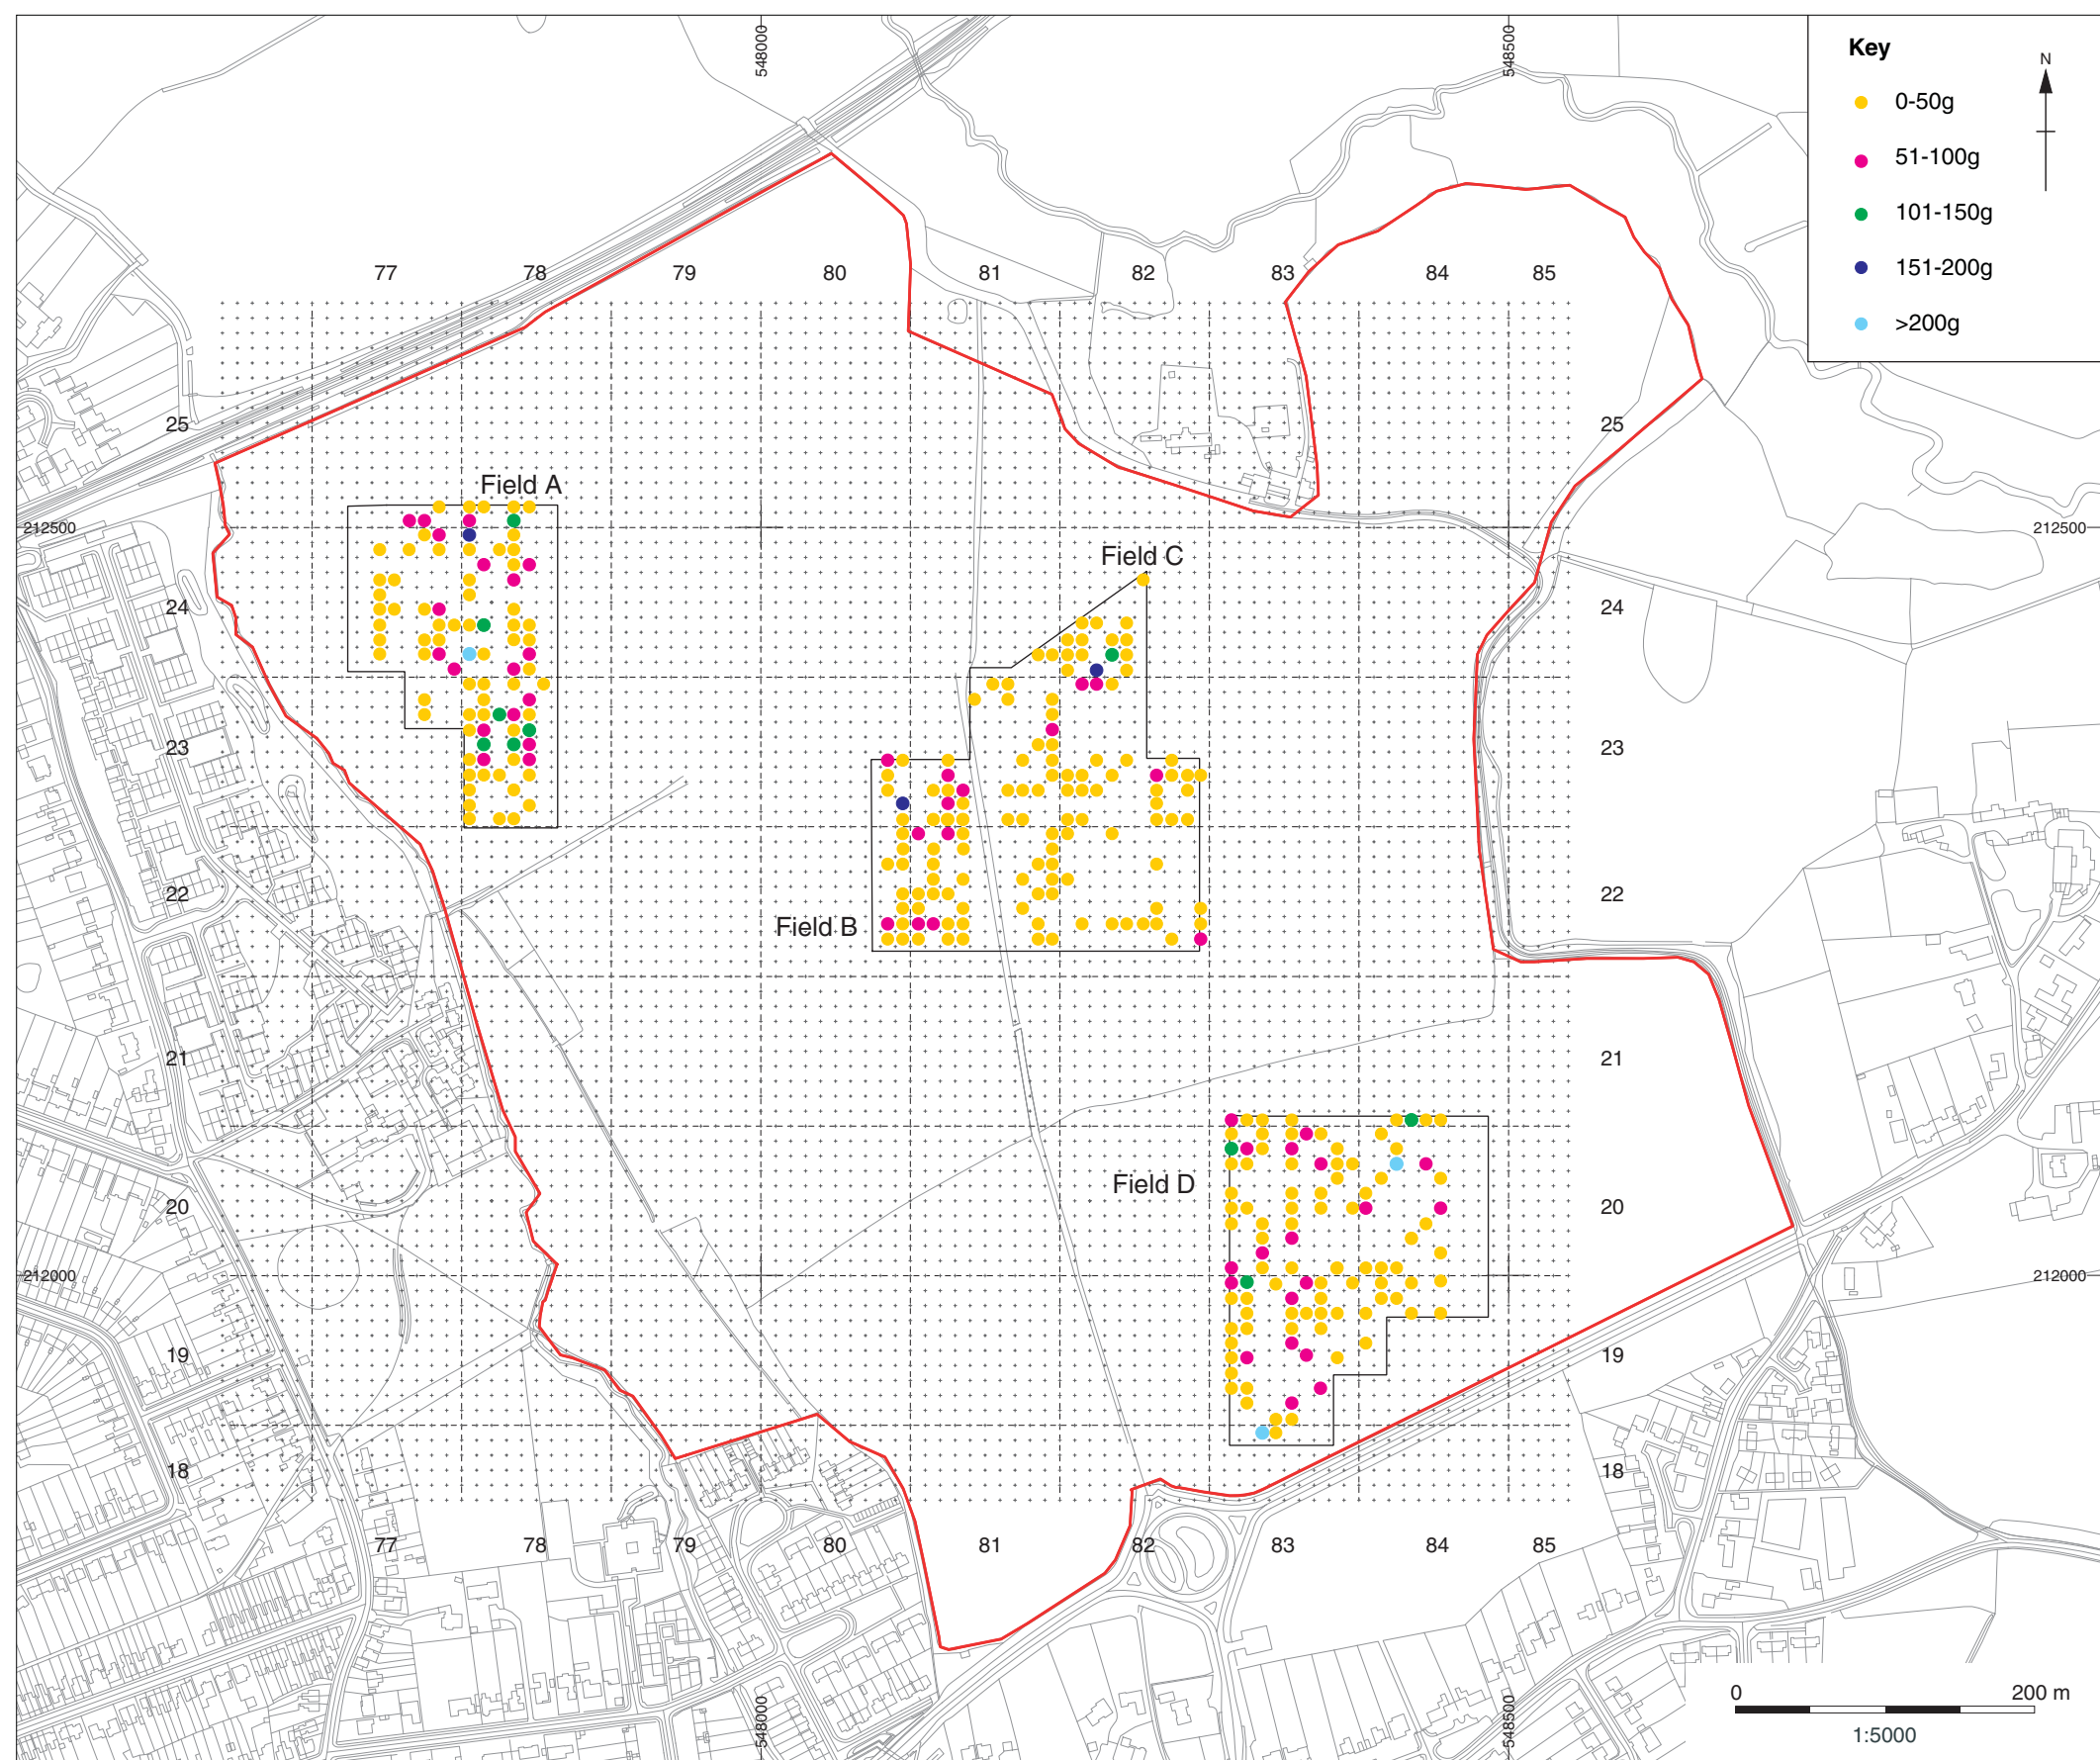 548000
548500
Key
N
0-50g
51-100g
101-150g
151-200g
>200g
77 78 79 80 81 82 83 84 85
25 25
Field A
212500 212500
Field C
24 24
23 23
22 22
Field B
21 21
Field D
20 20
212000 212000
19 19
18 18
77 78 79 80 81 82 83 84 85
548000
548500
0 200 m
1:5000